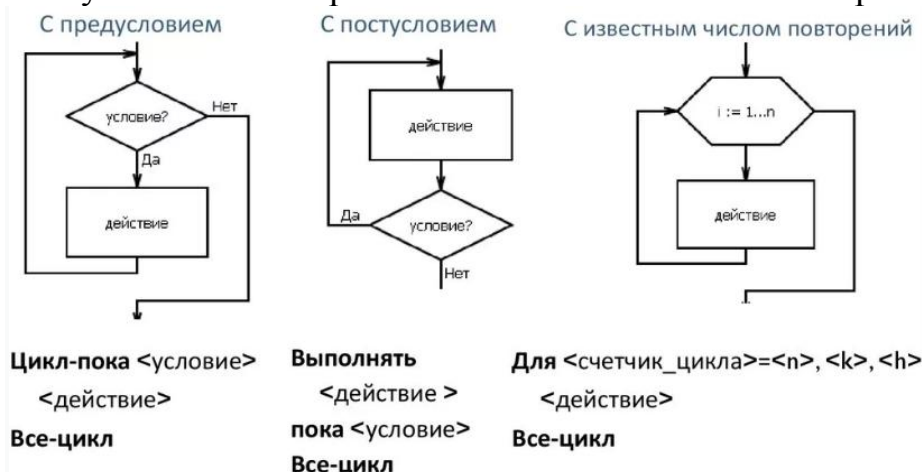 С предусловием
условие?
Нет
Да
действие
С постусловием
действие
Да
условие?
Нет
С известным числом повторений
i := 1...n
действие
Цикл-пока <условие>
<действие>
Все-цикл
Выполнять
<действие >
пока <условие>
Все-цикл
Для <счетчик_цикла>=<n>, <k>, <h>
<действие>
Все-цикл